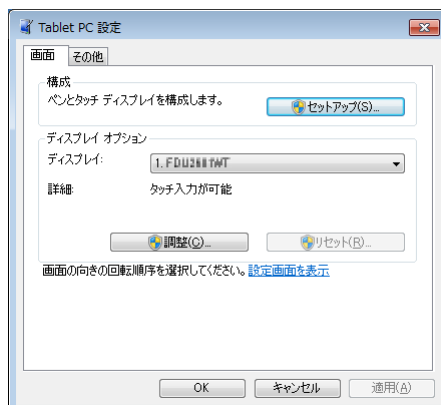 Tablet PC 設定
画面 その他
構成
ペンとタッチ ディスプレイを構成します。 セットアップ(S)...
ディスプレイ オプション
ディスプレイ: 1.
詳細: タッチ入力が可能
調整(C)... リセット(R)...
画面の向きの回転順序を選択してください。設定画面を表示
OK キャンセル 適用(A)